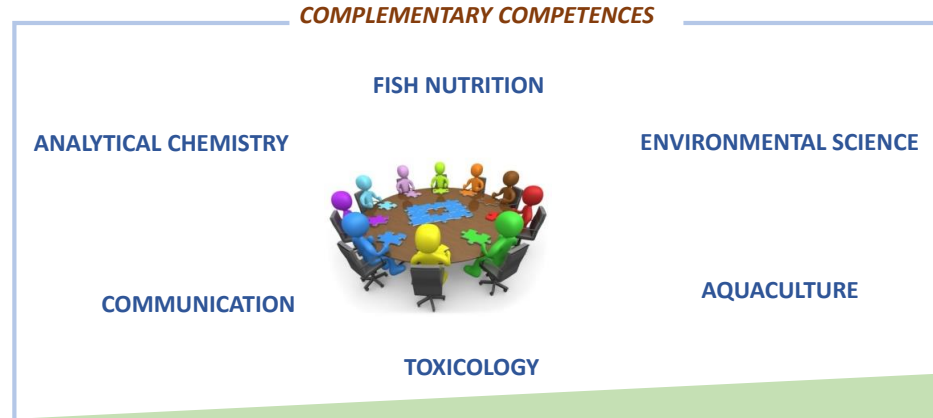 COMPLEMENTARY COMPETENCES
FISH NUTRITION
ANALYTICAL CHEMISTRY
ENVIRONMENTAL SCIENCE
COMMUNICATION
AQUACULTURE
TOXICOLOGY